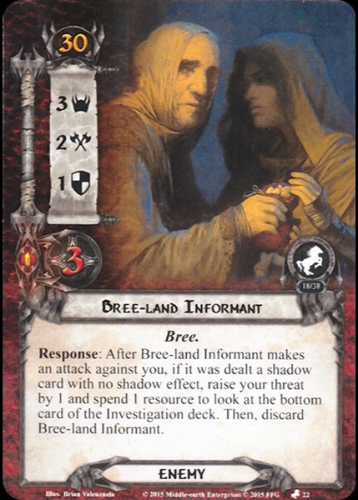 30
3
2
1
3
18/38
BREE-LAND INFORMANT
Bree.
Response: After Bree-land Informant makes
an attack against you, if it was dealt a shadow
card with no shadow effect, raise your threat
by 1 and spend 1 resource to look at the bottom
card of the Investigation deck. Then, discard
Bree-land Informant.
ENEMY
Illus. Brian Valenzuela © 2015 Middle-earth Enterprises © 2015 FFG 22